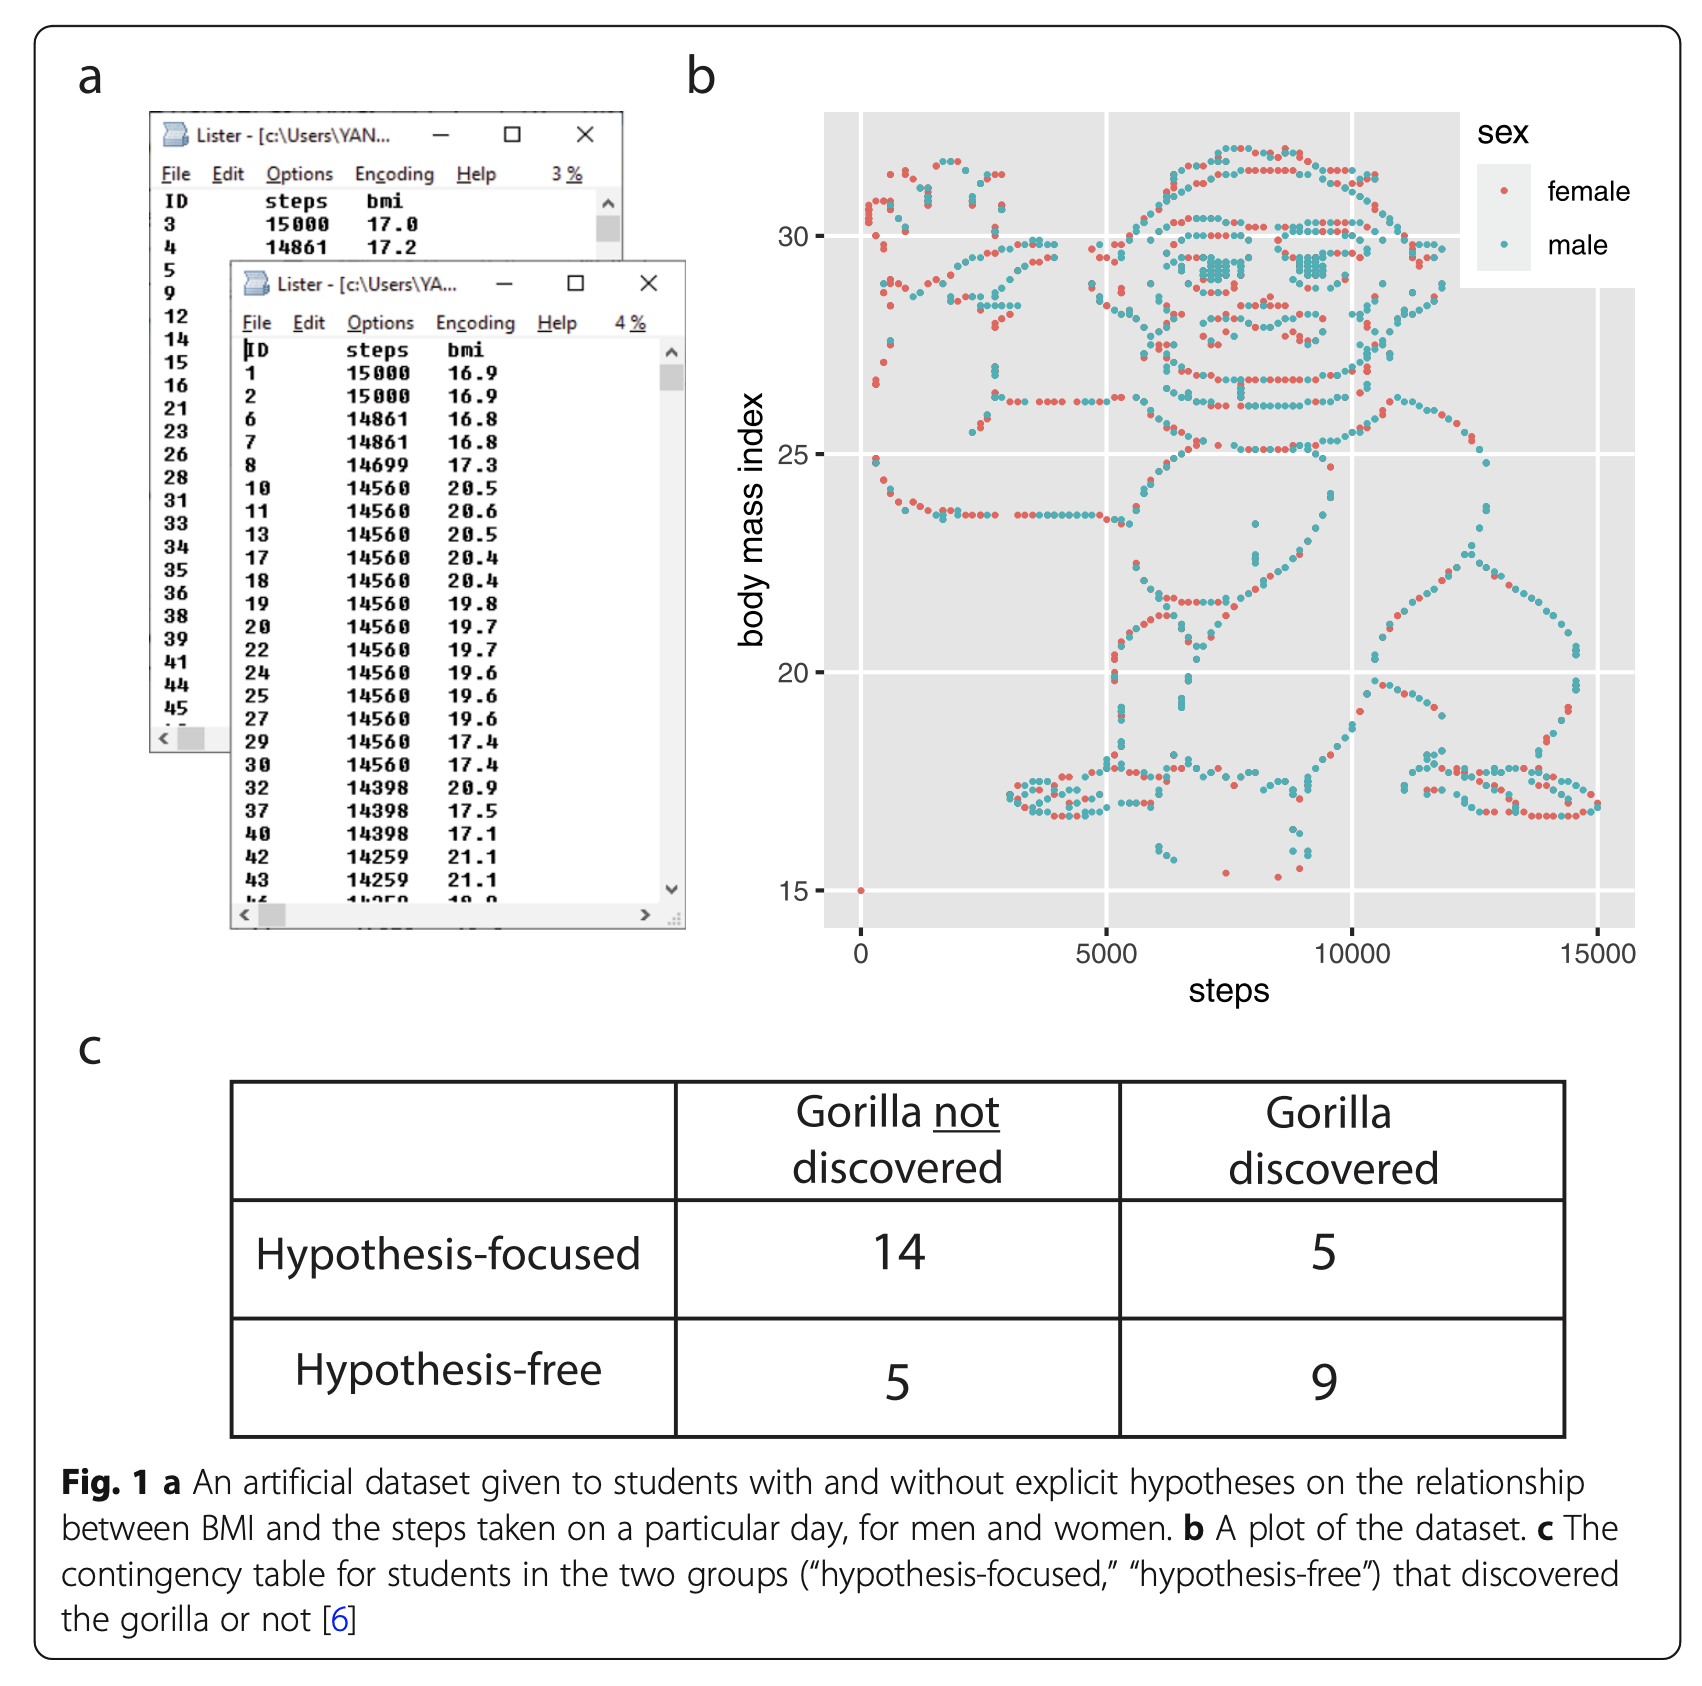 a
Lister - [c:\Users\YAN...
File Edit Options Encoding Help 3 %
ID steps bmi
3 15000 17.0
4 14861 17.2
5
9
12
14
15
16
21
23
26
28
31
33
34
35
36
38
39
41
44
45
Lister - [c:\Users\YA...
File Edit Options Encoding Help 4 %
ID steps bmi
1 15000 16.9
2 15000 16.9
6 14861 16.8
7 14861 16.8
8 14699 17.3
10 14560 20.5
11 14560 20.6
13 14560 20.5
17 14560 20.4
18 14560 20.4
19 14560 19.8
20 14560 19.7
22 14560 19.7
24 14560 19.6
25 14560 19.6
27 14560 19.6
29 14560 17.4
30 14560 17.4
32 14398 20.9
37 14398 17.5
40 14398 17.1
42 14259 21.1
43 14259 21.1
b
sex
female
male
body mass index
30
25
20
15
0 5000 10000 15000
steps
c
Gorilla not discovered
Gorilla discovered
Hypothesis-focused 14 5
Hypothesis-free 5 9
Fig. 1 a An artificial dataset given to students with and without explicit hypotheses on the relationship
between BMI and the steps taken on a particular day, for men and women. b A plot of the dataset. c The
contingency table for students in the two groups (“hypothesis-focused,” “hypothesis-free”) that discovered
the gorilla or not [6]